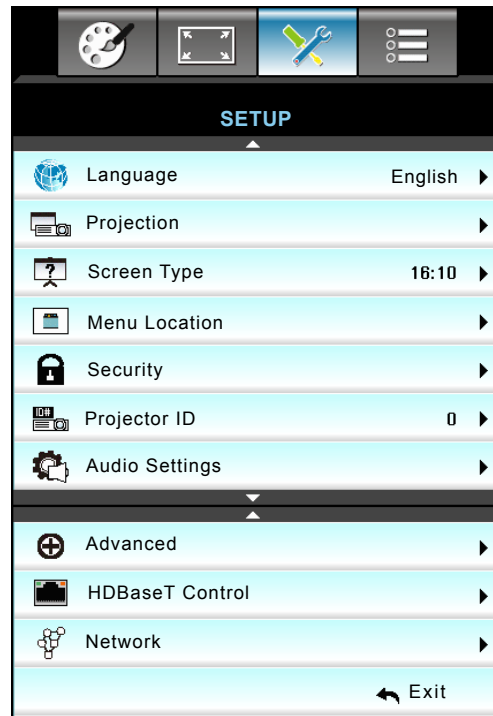 SETUP
Language English
Projection
?
Screen Type 16:10
Menu Location
Security
ID#
Projector ID 0
Audio Settings
Advanced
HDBaseT Control
Network
Exit